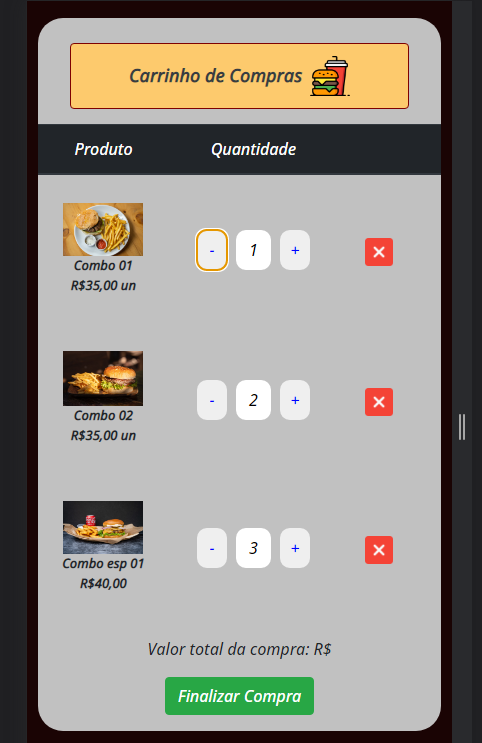 Carrinho de Compras
Produto Quantidade
- 1 +
Combo 01
R$35,00 un
- 2 +
Combo 02
R$35,00 un
- 3 +
Combo esp 01
R$40,00
Valor total da compra: R$
Finalizar Compra